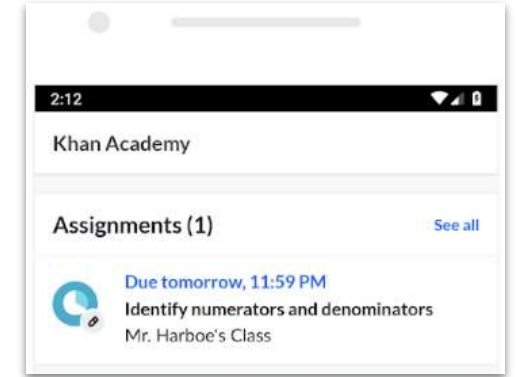 2:12
Khan Academy
Assignments (1)
See all
Due tomorrow, 11:59 PM
Identify numerators and denominators
Mr. Harboe's Class